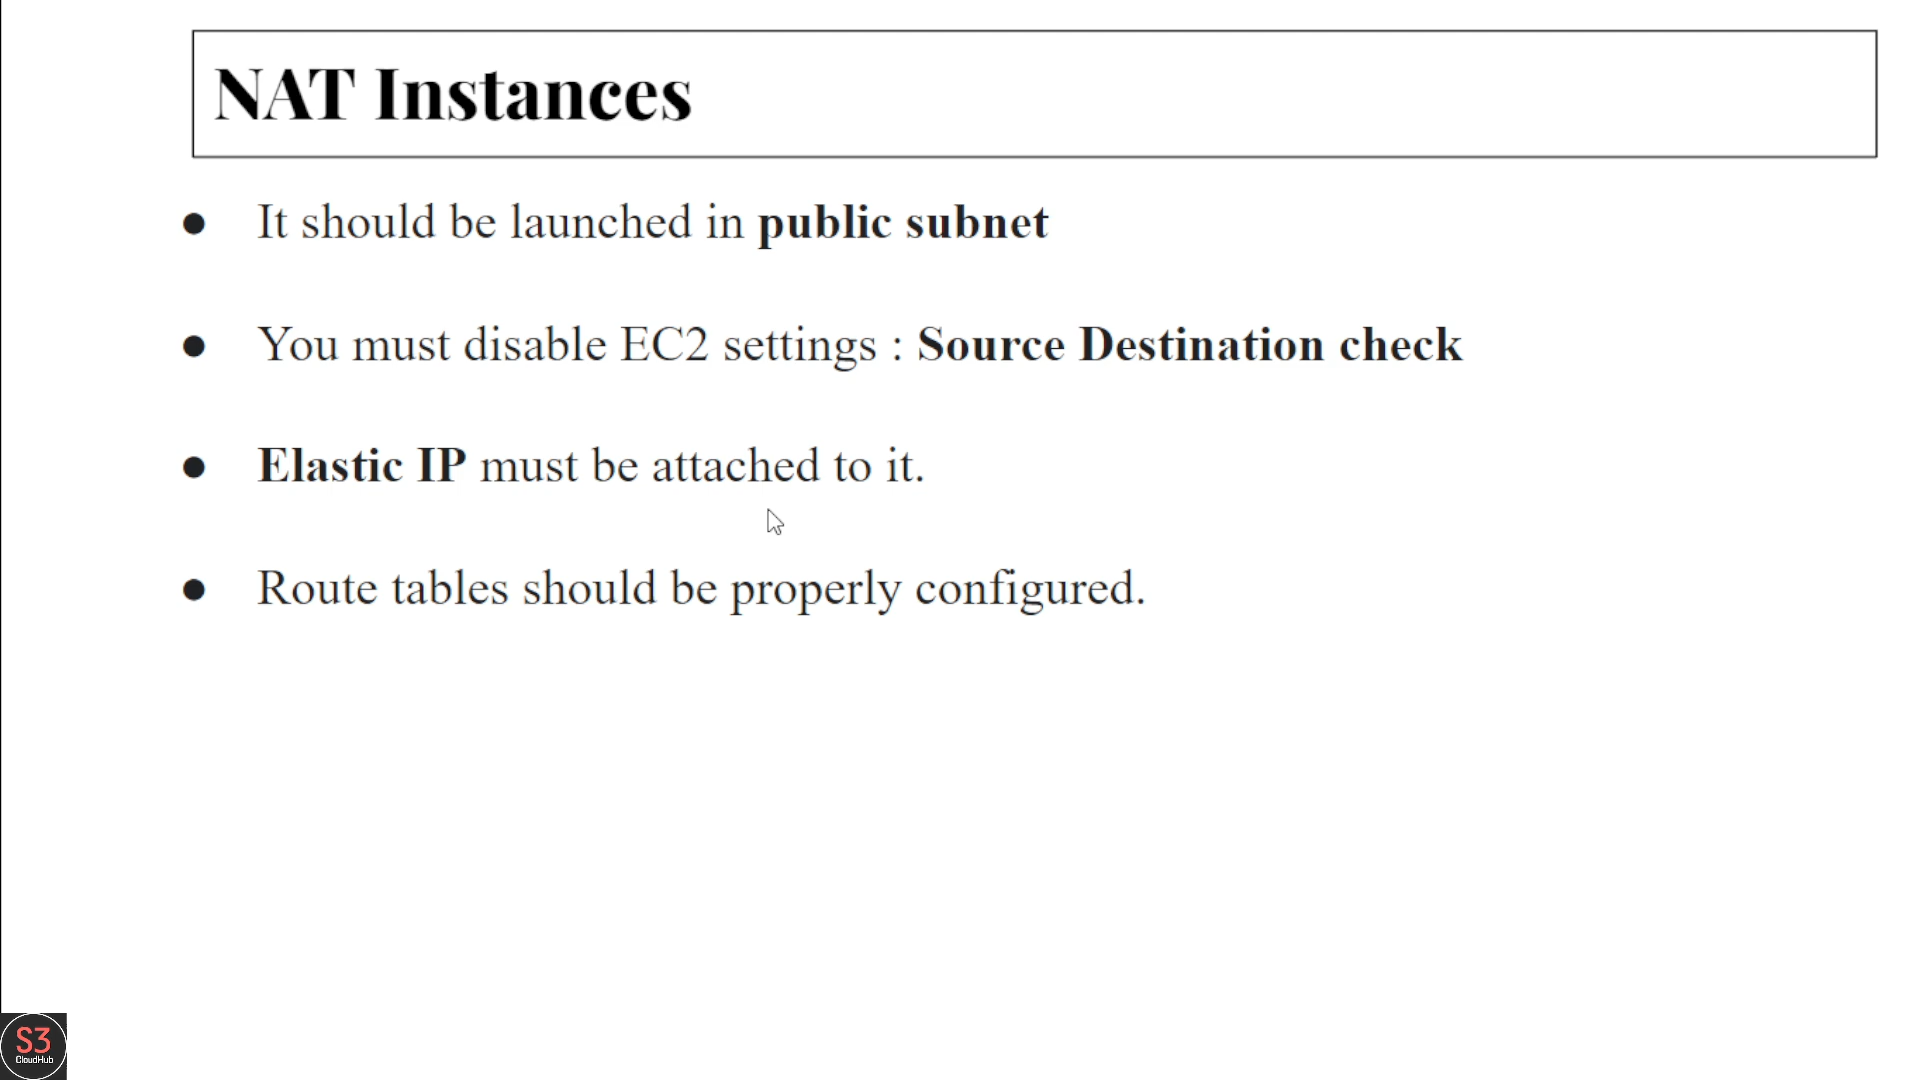 NAT Instances
● It should be launched in public subnet
● You must disable EC2 settings : Source Destination check
● Elastic IP must be attached to it.
● Route tables should be properly configured.
S3
CloudHub